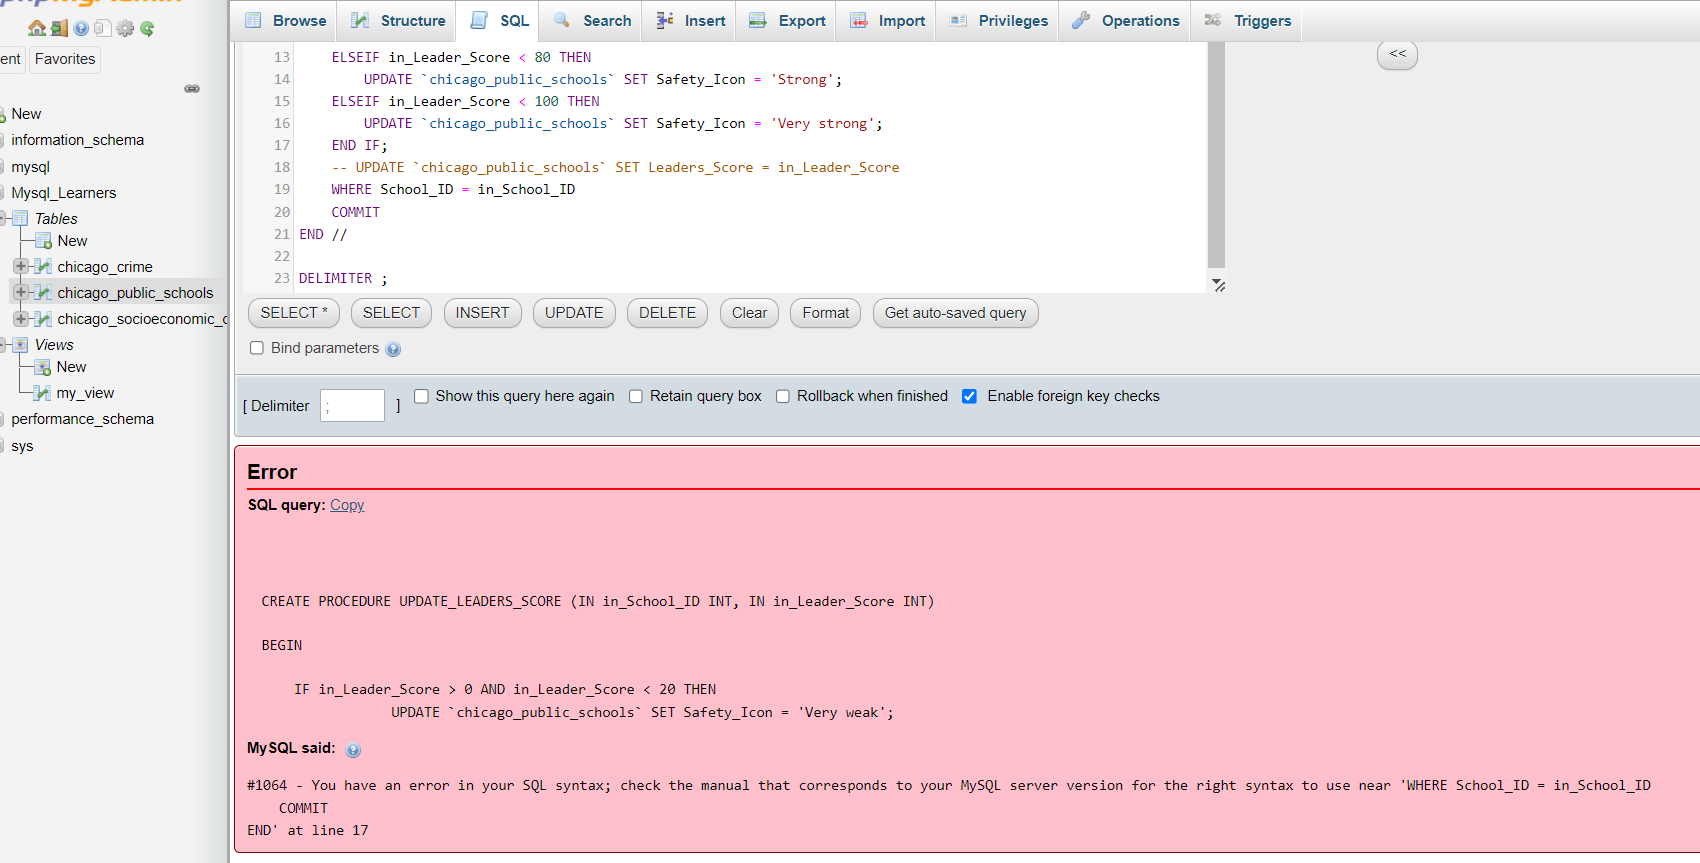 Browse Structure SQL Search Insert Export Import Privileges Operations Triggers
ent Favorites
New
information_schema
mysql
Mysql_Learners
Tables
New
chicago_crime
chicago_public_schools
chicago_socioeconomic_
Views
New
my_view
performance_schema
sys
<<
13 ELSEIF in_Leader_Score < 80 THEN
14 UPDATE `chicago_public_schools` SET Safety_Icon = 'Strong';
15 ELSEIF in_Leader_Score < 100 THEN
16 UPDATE `chicago_public_schools` SET Safety_Icon = 'Very strong';
17 END IF;
18 -- UPDATE `chicago_public_schools` SET Leaders_Score = in_Leader_Score
19 WHERE School_ID = in_School_ID
20 COMMIT
21 END //
22
23 DELIMITER ;
SELECT * SELECT INSERT UPDATE DELETE Clear Format Get auto-saved query
Bind parameters
[ Delimiter ; ] Show this query here again Retain query box Rollback when finished Enable foreign key checks
Error
SQL query: Copy
CREATE PROCEDURE UPDATE_LEADERS_SCORE (IN in_School_ID INT, IN in_Leader_Score INT)
BEGIN
IF in_Leader_Score > 0 AND in_Leader_Score < 20 THEN
UPDATE `chicago_public_schools` SET Safety_Icon = 'Very weak';
MySQL said:
#1064 - You have an error in your SQL syntax; check the manual that corresponds to your MySQL server version for the right syntax to use near 'WHERE School_ID = in_School_ID
COMMIT
END' at line 17